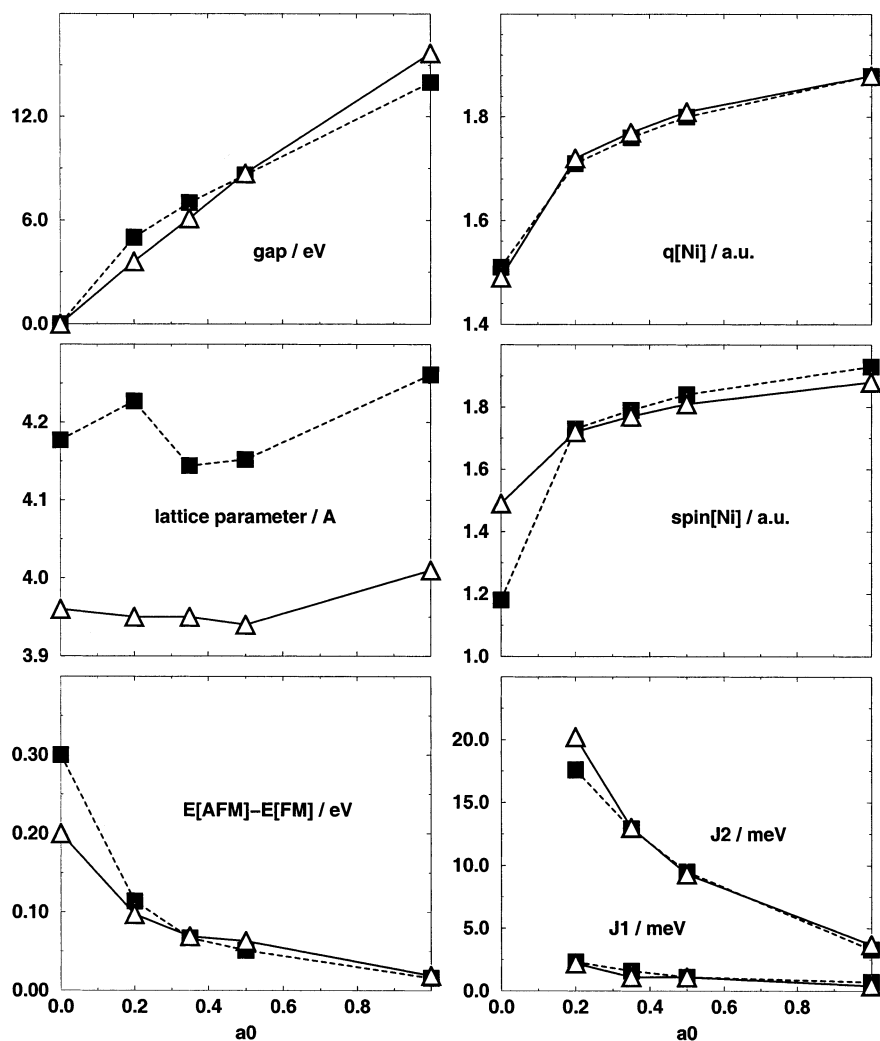 12.0
6.0
0.0
gap / eV
1.8
1.6
1.4
q[Ni] / a.u.
4.2
4.1
4.0
3.9
lattice parameter / A
1.8
1.6
1.4
1.2
1.0
spin[Ni] / a.u.
0.30
0.20
0.10
0.00
E[AFM]−E[FM] / eV
0.0 0.2 0.4 0.6 0.8
a0
20.0
15.0
10.0
5.0
0.0
J2 / meV
J1 / meV
0.0 0.2 0.4 0.6 0.8
a0